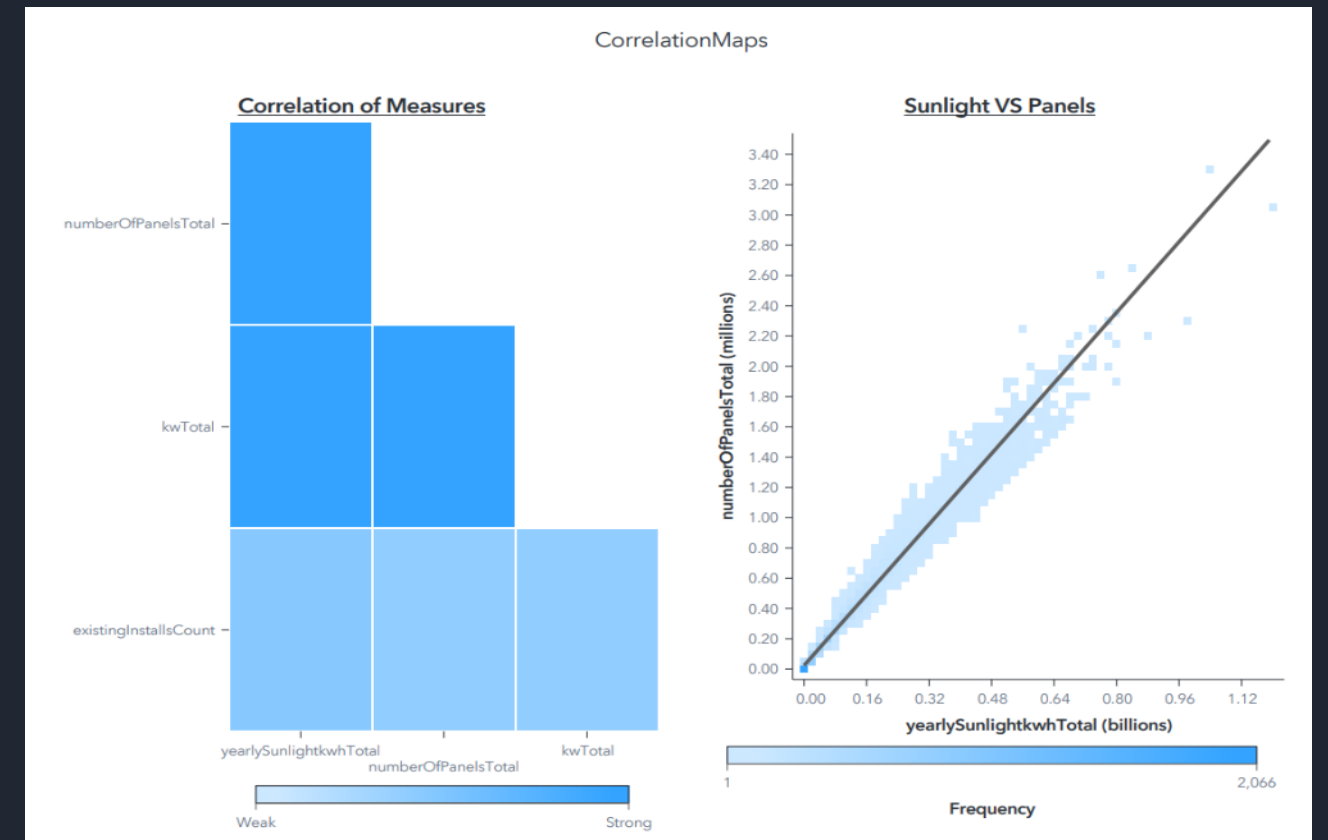 CorrelationMaps
Correlation of Measures
numberOfPanelsTotal
kwTotal
existingInstallsCount
yearlySunlightkwhTotal
numberOfPanelsTotal
kwTotal
Weak
Strong
Sunlight VS Panels
numberOfPanelsTotal (millions)
3.40
3.20
3.00
2.80
2.60
2.40
2.20
2.00
1.80
1.60
1.40
1.20
1.00
0.80
0.60
0.40
0.20
0.00
0.00 0.16 0.32 0.48 0.64 0.80 0.96 1.12
yearlySunlightkwhTotal (billions)
1 2,066
Frequency